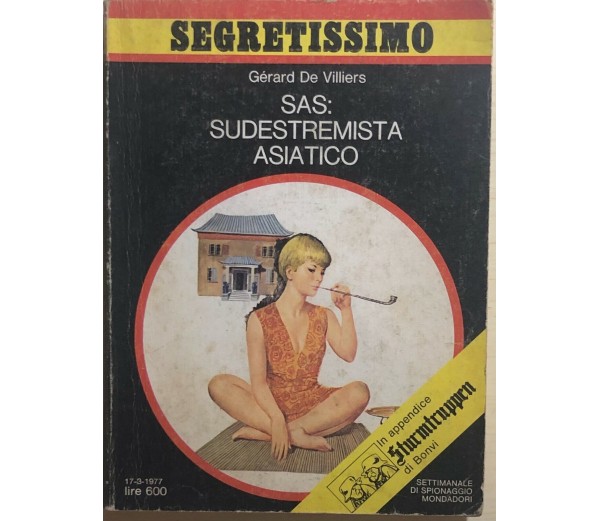 SEGRETISSIMO
Gérard De Villiers
SAS:
SUDESTREMISTA
ASIATICO
in appendice
Sturmtruppen
di Bonvi
17-3-1977
lire 600
SETTIMANALE
DI SPIONAGGIO
MONDADORI